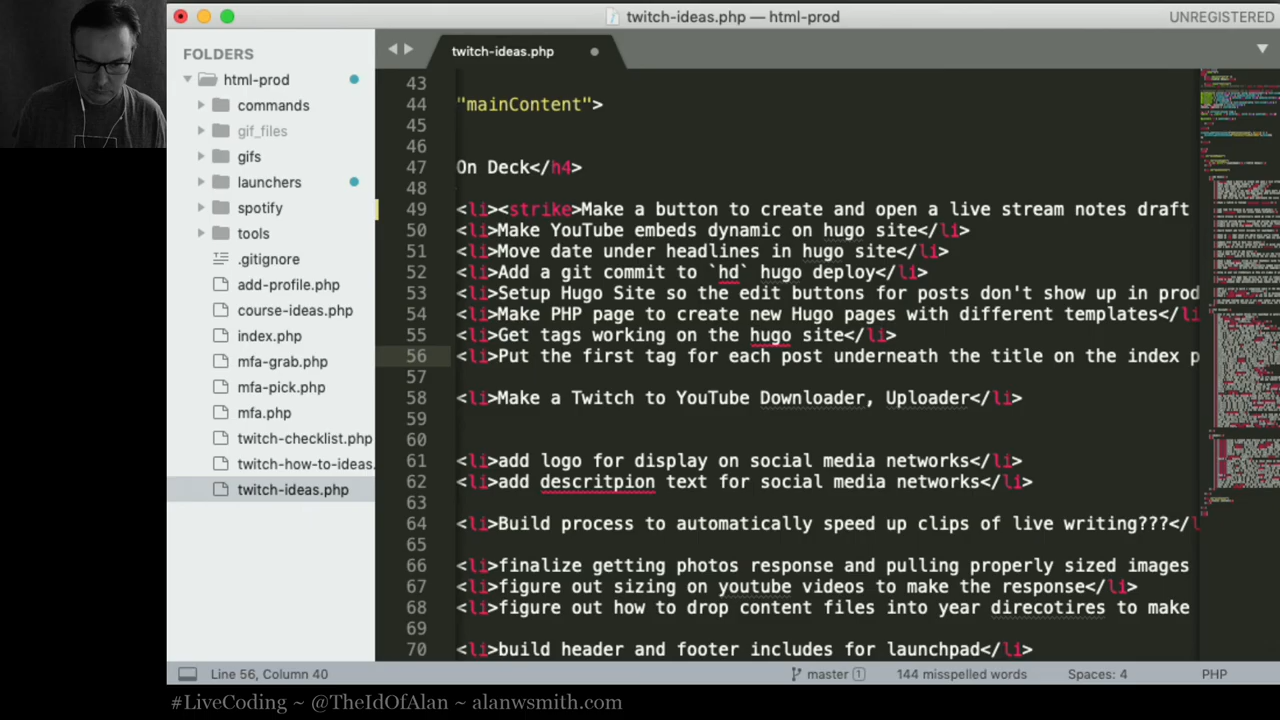 twitch-ideas.php — html-prod
UNREGISTERED
FOLDERS
html-prod
commands
gif_files
gifs
launchers
spotify
tools
.gitignore
add-profile.php
course-ideas.php
index.php
mfa-grab.php
mfa-pick.php
mfa.php
twitch-checklist.php
twitch-how-to-ideas.
twitch-ideas.php
twitch-ideas.php
43
44 "mainContent">
45
46
47 On Deck</h4>
48
49 <li><strike>Make a button to create and open a live stream notes draft
50 <li>Make YouTube embeds dynamic on hugo site</li>
51 <li>Move date under headlines in hugo site</li>
52 <li>Add a git commit to `hd` hugo deploy</li>
53 <li>Setup Hugo Site so the edit buttons for posts don't show up in prod
54 <li>Make PHP page to create new Hugo pages with different templates</li
55 <li>Get tags working on the hugo site</li>
56 <li>Put the first tag for each post underneath the title on the index p
57
58 <li>Make a Twitch to YouTube Downloader, Uploader</li>
59
60
61 <li>add logo for display on social media networks</li>
62 <li>add descritpion text for social media networks</li>
63
64 <li>Build process to automatically speed up clips of live writing???</l
65
66 <li>finalize getting photos response and pulling properly sized images
67 <li>figure out sizing on youtube videos to make the response</li>
68 <li>figure out how to drop content files into year direcotires to make
69
70 <li>build header and footer includes for launchpad</li>
Line 56, Column 40
master 1
144 misspelled words
Spaces: 4
PHP
#LiveCoding ~ @TheIdOfAlan ~ alanwsmith.com